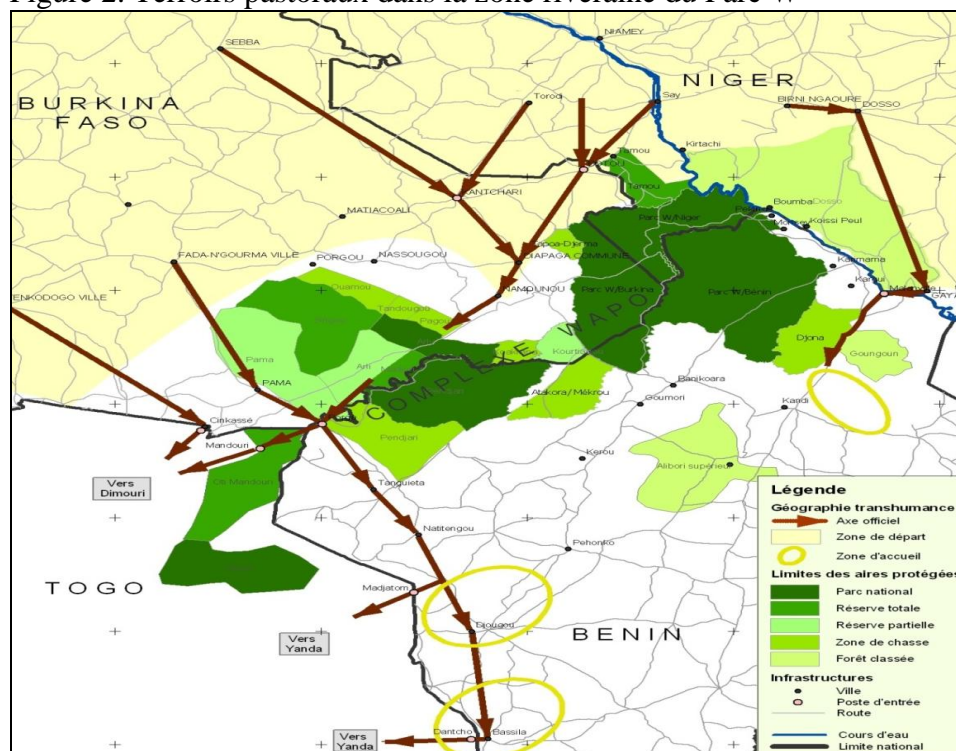 Figure 2: Terroirs pastoraux dans la zone riveraine du Parc W
SEBBA
NIAMEY
NIGER
BURKINA
FASO
Torodi
Say
BIRNI NGAOURE
DOSSO
Kirtachi
Tamou
Tamou
KANTCHARI
MATIACOALI
Parc W/Niger
Boumba
Dosso
Koissi Peul
FADA-N'GOURMA VILLE
PORGOU
NASSOUGOU
Tapoa-Djerma
DIAPAGA COMMUNE
Parc W/Burkina
Parc W/Bénin
Karimama
NAMOUNOU
ENKODOGO VILLE
Ouamou
Tandougou
Pagou
GAYA
COMPLEXE WAPO
Kourtiagou
Djona
Goungoun
Pama
Arli
PAMA
Atakora / Mékrou
Banikoara
Goumori
Kandi
Cinkassé
Mandouri
Pendjari
Kérou
Alibori supérieur
Vers
Dimouri
De Mandouri
Tanguieta
Natitengou
Pehonko
TOGO
Madjatom
Djougou
BENIN
Vers
Yanda
Dantcho
Bassila
Vers
Yanda
Légende
Géographie transhumance
Axe officiel
Zone de départ
Zone d'accueil
Limites des aires protégées
Parc national
Réserve totale
Réserve partielle
Zone de chasse
Forêt classée
Infrastructures
Ville
Poste d'entrée
Route
Cours d'eau
Limite national